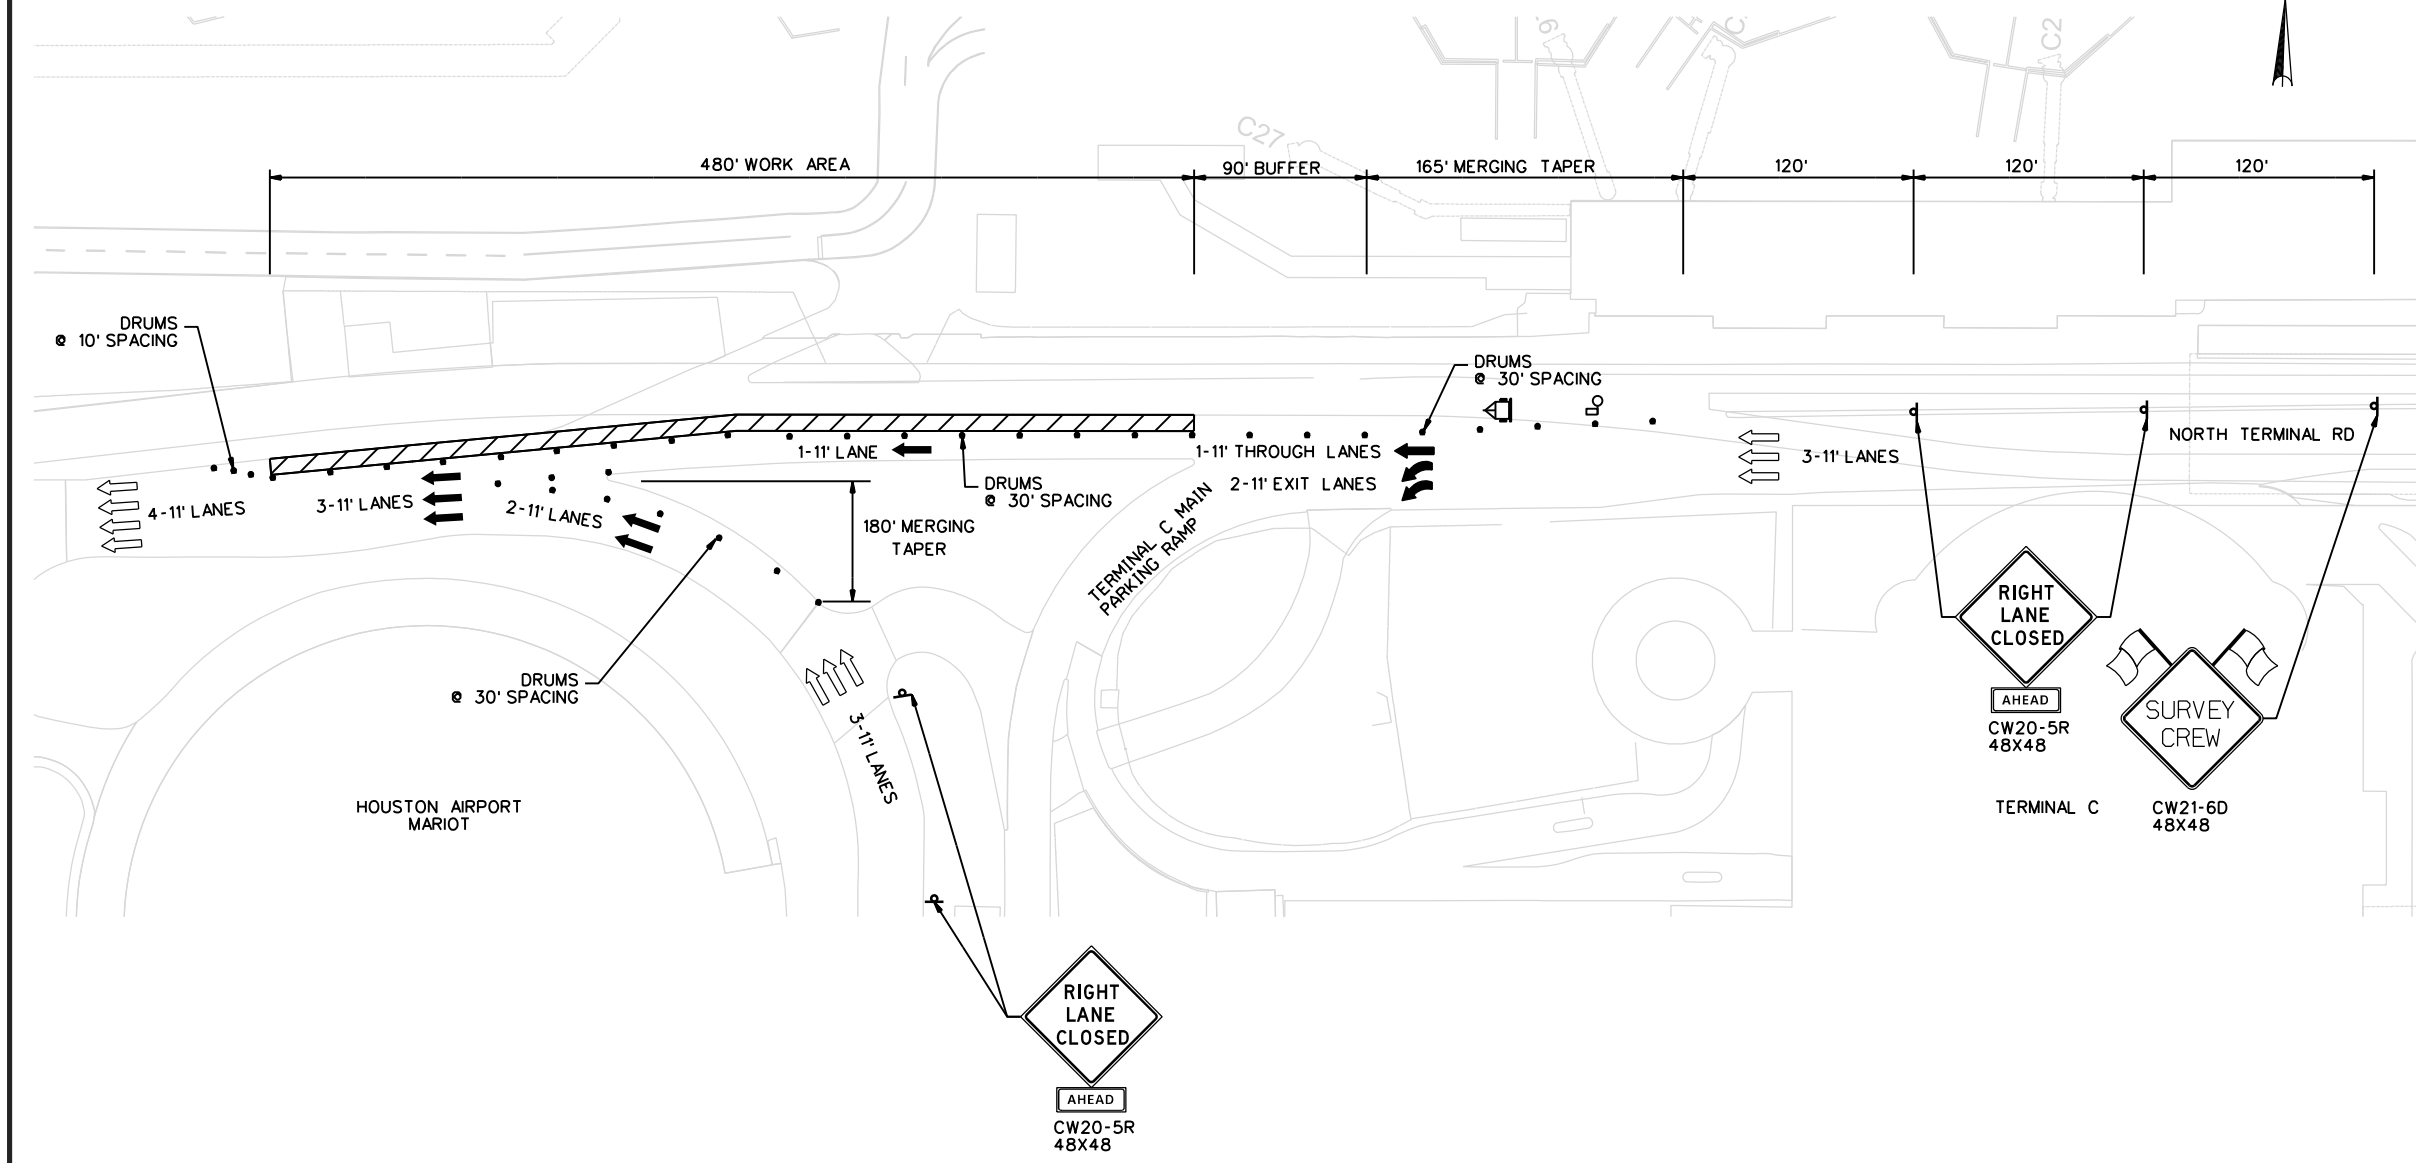 C2
C27
480' WORK AREA
90' BUFFER
165' MERGING TAPER
120'
120'
120'
DRUMS
@ 10' SPACING
DRUMS
@ 30' SPACING
1-11' LANE
1-11' THROUGH LANES
2-11' EXIT LANES
3-11' LANES
NORTH TERMINAL RD
DRUMS
@ 30' SPACING
4-11' LANES
3-11' LANES
2-11' LANES
180' MERGING
TAPER
TERMINAL C MAIN
PARKING RAMP
DRUMS
@ 30' SPACING
3-11' LANES
RIGHT
LANE
CLOSED
AHEAD
CW20-5R
48X48
SURVEY
CREW
CW21-6D
48X48
TERMINAL C
HOUSTON AIRPORT
MARIOT
RIGHT
LANE
CLOSED
AHEAD
CW20-5R
48X48